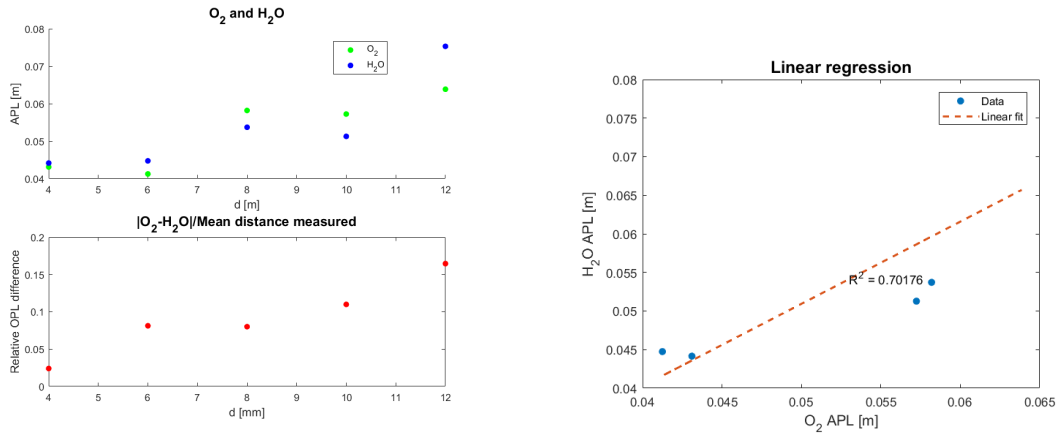 O2 and H2O
0.08
0.07
0.06
0.05
0.04
APL [m]
O2
H2O
4 5 6 7 8 9 10 11 12
d [m]
|O2-H2O|/Mean distance measured
0.2
0.15
0.1
0.05
0
Relative OPL difference
4 5 6 7 8 9 10 11 12
d [mm]
Linear regression
0.08
0.075
0.07
0.065
0.06
0.055
0.05
0.045
0.04
H2O APL [m]
Data
Linear fit
R2 = 0.70176
0.04 0.045 0.05 0.055 0.06 0.065
O2 APL [m]